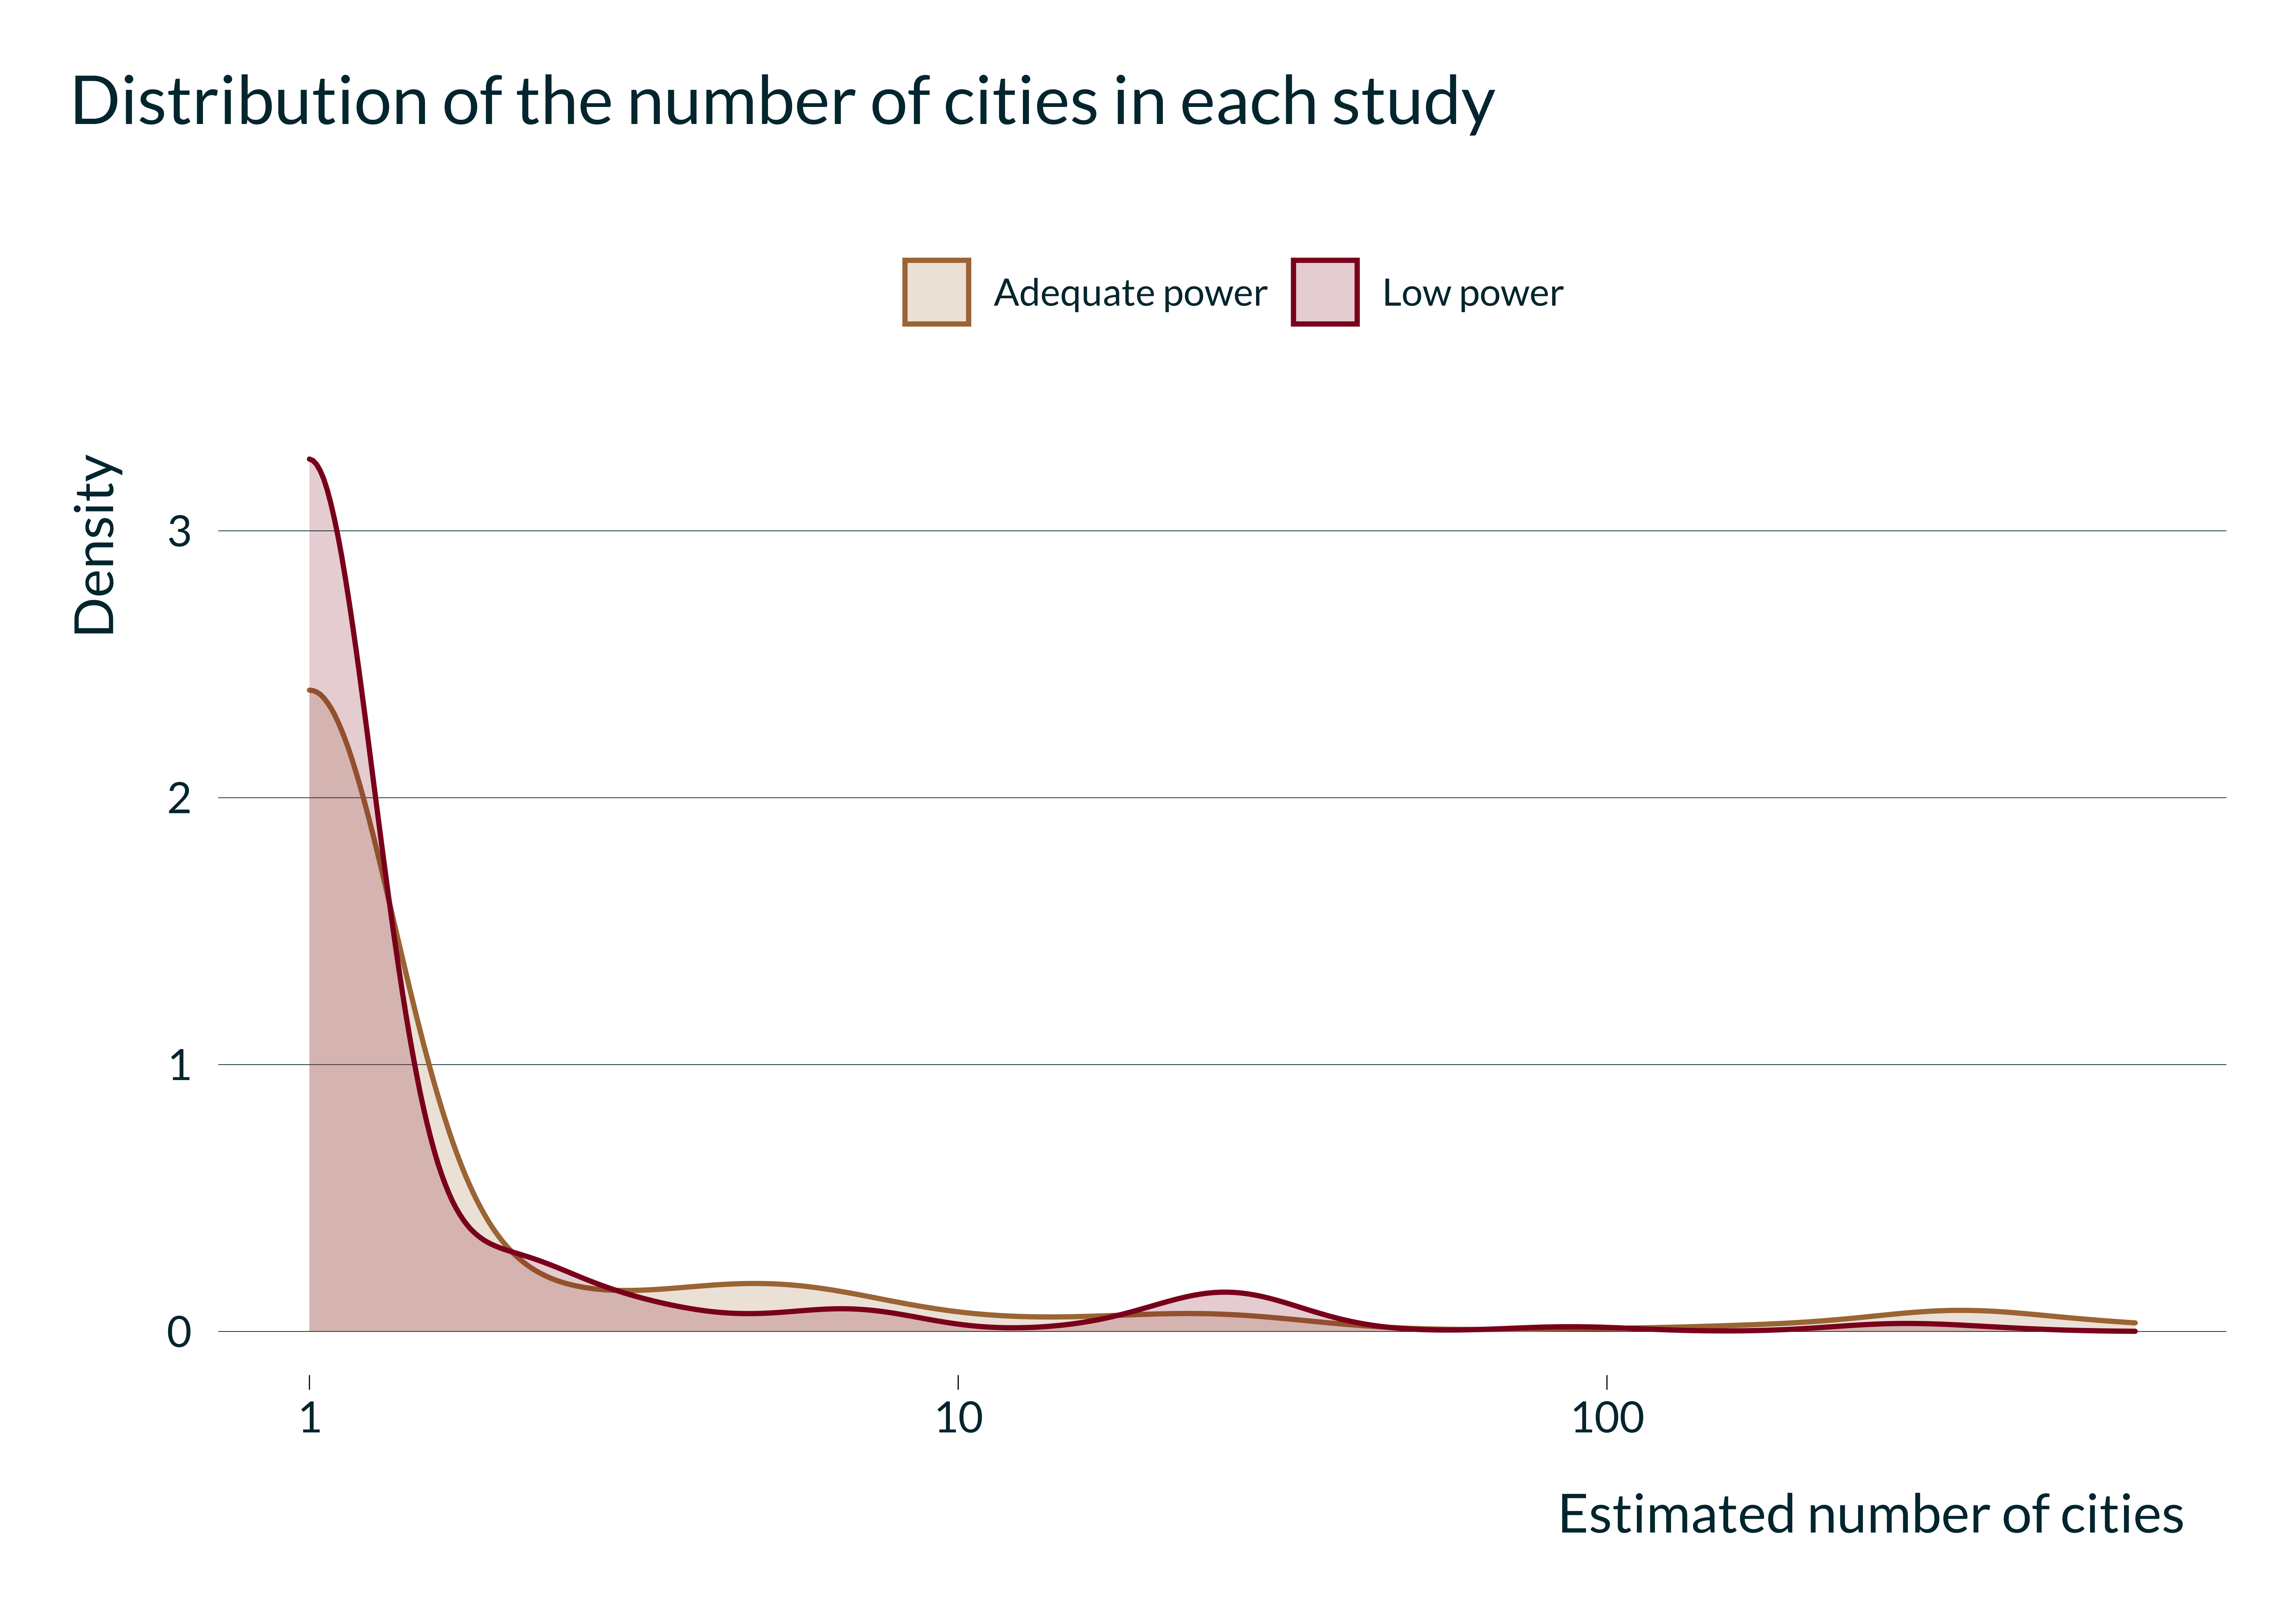 Distribution of the number of cities in each study
Adequate power
Low power
Density
3
2
1
0
1
10
100
Estimated number of cities